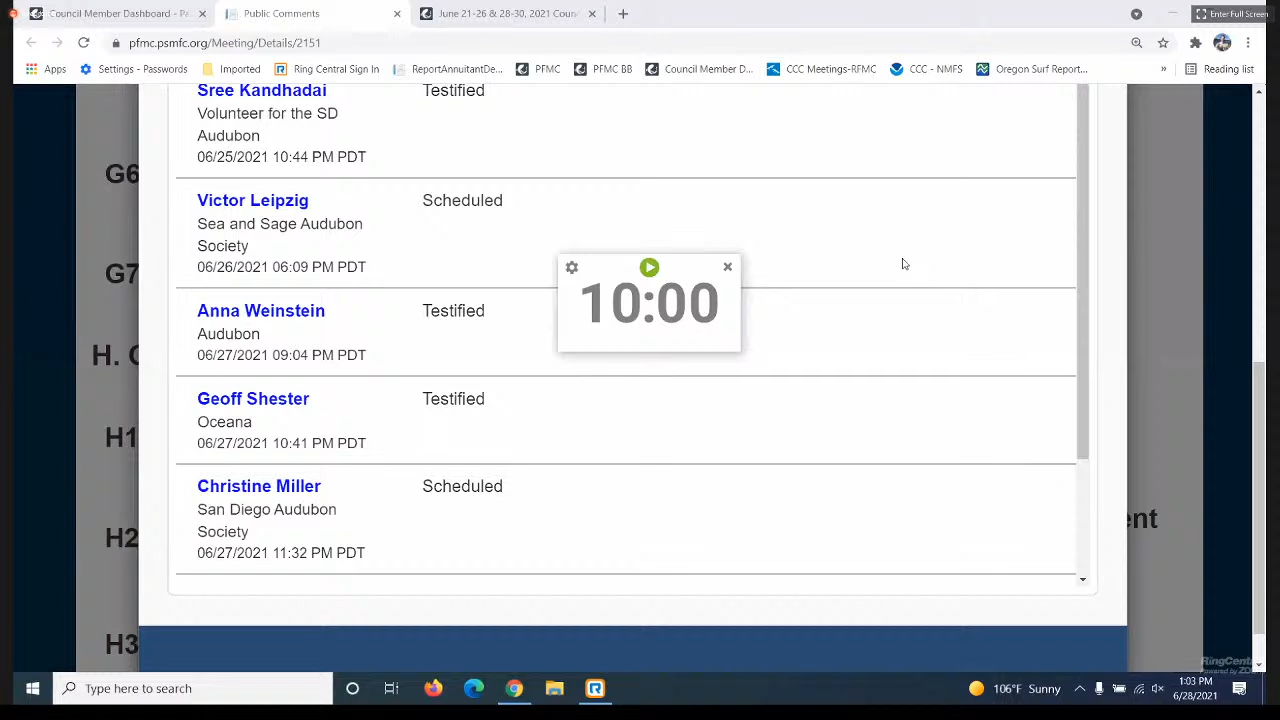 Council Member Dashboard - Pa
Public Comments
June 21-26 & 28-30, 2021 Coun
Enter Full Screen
pfmc.psmfc.org/Meeting/Details/2151
Apps
Settings - Passwords
Imported
Ring Central Sign In
ReportAnnumentDe...
PFMC
PFMC BB
Council Member D...
CCC Meetings-RFMC
CCC - NMFS
Oregon Surf Report...
»
Reading list
G6
G7
H. C
H1
H2
H3
ent
Sree Kandhadai
Testified
Volunteer for the SD
Audubon
06/25/2021 10:44 PM PDT
Victor Leipzig
Scheduled
Sea and Sage Audubon
Society
06/26/2021 06:09 PM PDT
10:00
Anna Weinstein
Testified
Audubon
06/27/2021 09:04 PM PDT
Geoff Shester
Testified
Oceana
06/27/2021 10:41 PM PDT
Christine Miller
Scheduled
San Diego Audubon
Society
06/27/2021 11:32 PM PDT
RingCent
Powered by
Type here to search
106°F Sunny
1:03 PM
6/28/2021